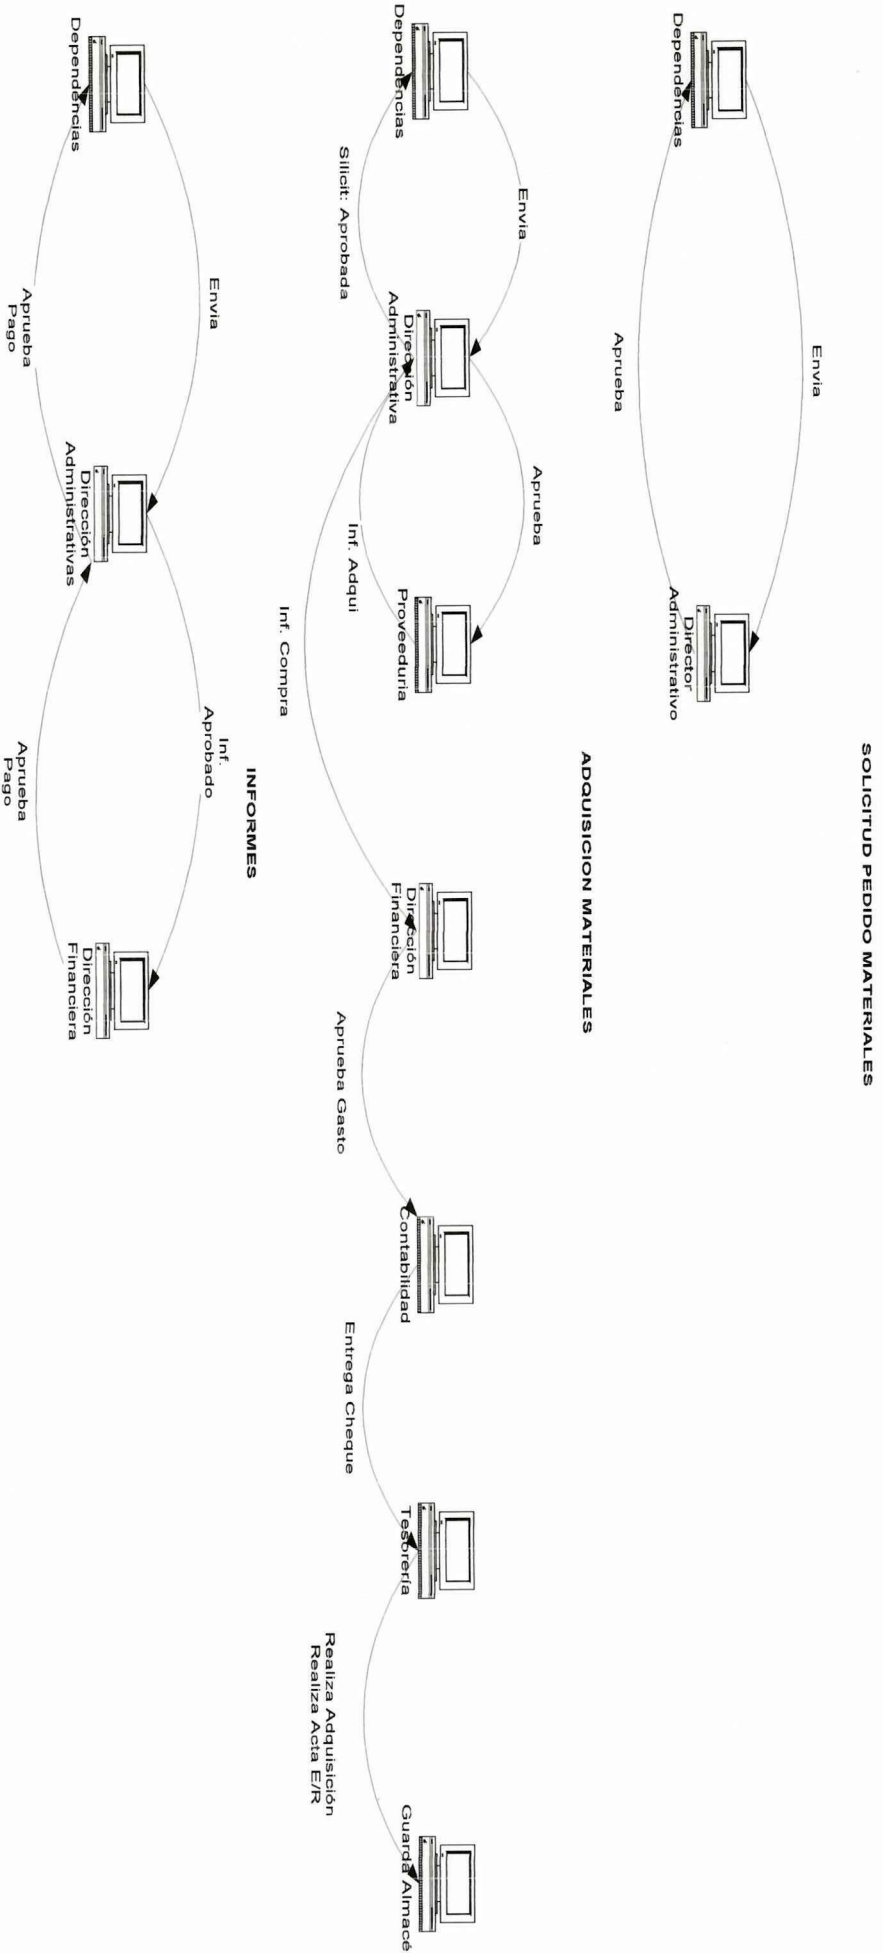 SOLICITUD PEDIDO MATERIALES
Envia
Dependencias
Director
Administrativo
Aprueba
ADQUISICION MATERIALES
Envia
Aprueba
Dependencias
Dirección
Administrativa
Proveeduria
Dirección
Financiera
Contabilidad
Tesorería
Guarda Almacé
Silicit: Aprobada
Inf. Adqui
Inf. Compra
Aprueba Gasto
Entrega Cheque
Realiza Adquisición
Realiza Acta E/R
INFORMES
Envia
Inf.
Aprobado
Dependencias
Dirección
Administrativas
Dirección
Financiera
Aprueba
Pago
Aprueba
Pago